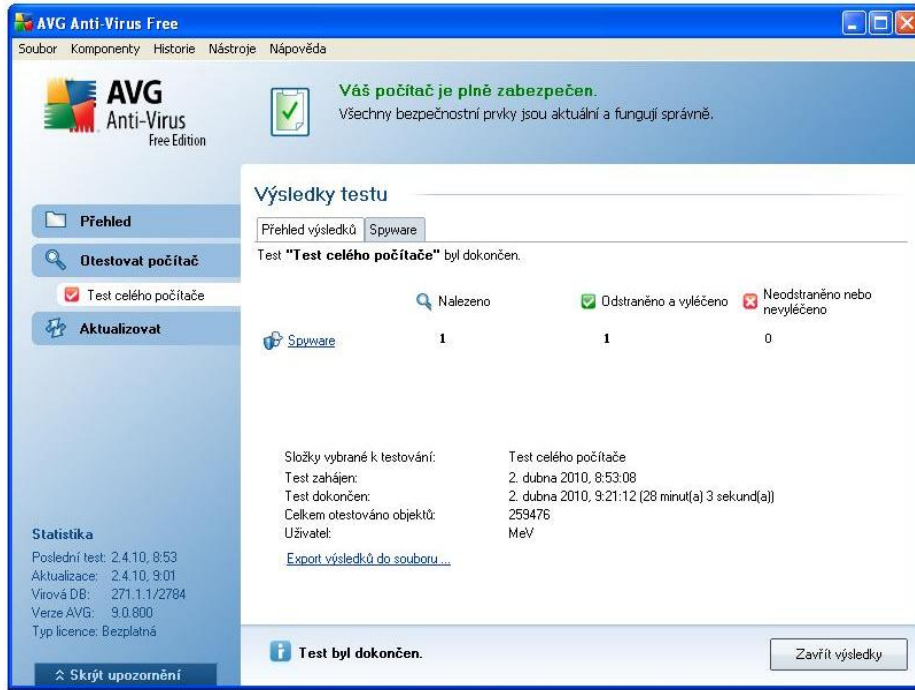 AVG Anti-Virus Free
Soubor Komponenty Historie Nástroje Nápověda
AVG
Anti-Virus
Free Edition
Váš počítač je plně zabezpečen.
Všechny bezpečnostní prvky jsou aktuální a fungují správně.
Přehled
Otestovat počítač
Test celého počítače
Aktualizovat
Výsledky testu
Přehled výsledků Spyware
Test "Test celého počítače" byl dokončen.
Nalezeno Odstraněno a vyléčeno Neodstraněno nebo
nevyléčeno
Spyware 1 1 0
Složky vybrané k testování: Test celého počítače
Test zahájen: 2. dubna 2010, 8:53:08
Test dokončen: 2. dubna 2010, 9:21:12 (28 minut(a) 3 sekund(a))
Celkem otestováno objektů: 259476
Uživatel: MeV
Export výsledků do souboru ...
Statistika
Poslední test: 2.4.10, 8:53
Aktualizace: 2.4.10, 9:01
Virová DB: 271.1.1/2784
Verze AVG: 9.0.800
Typ licence: Bezplatná
Skrýt upozornění
Test byl dokončen.
Zavřít výsledky